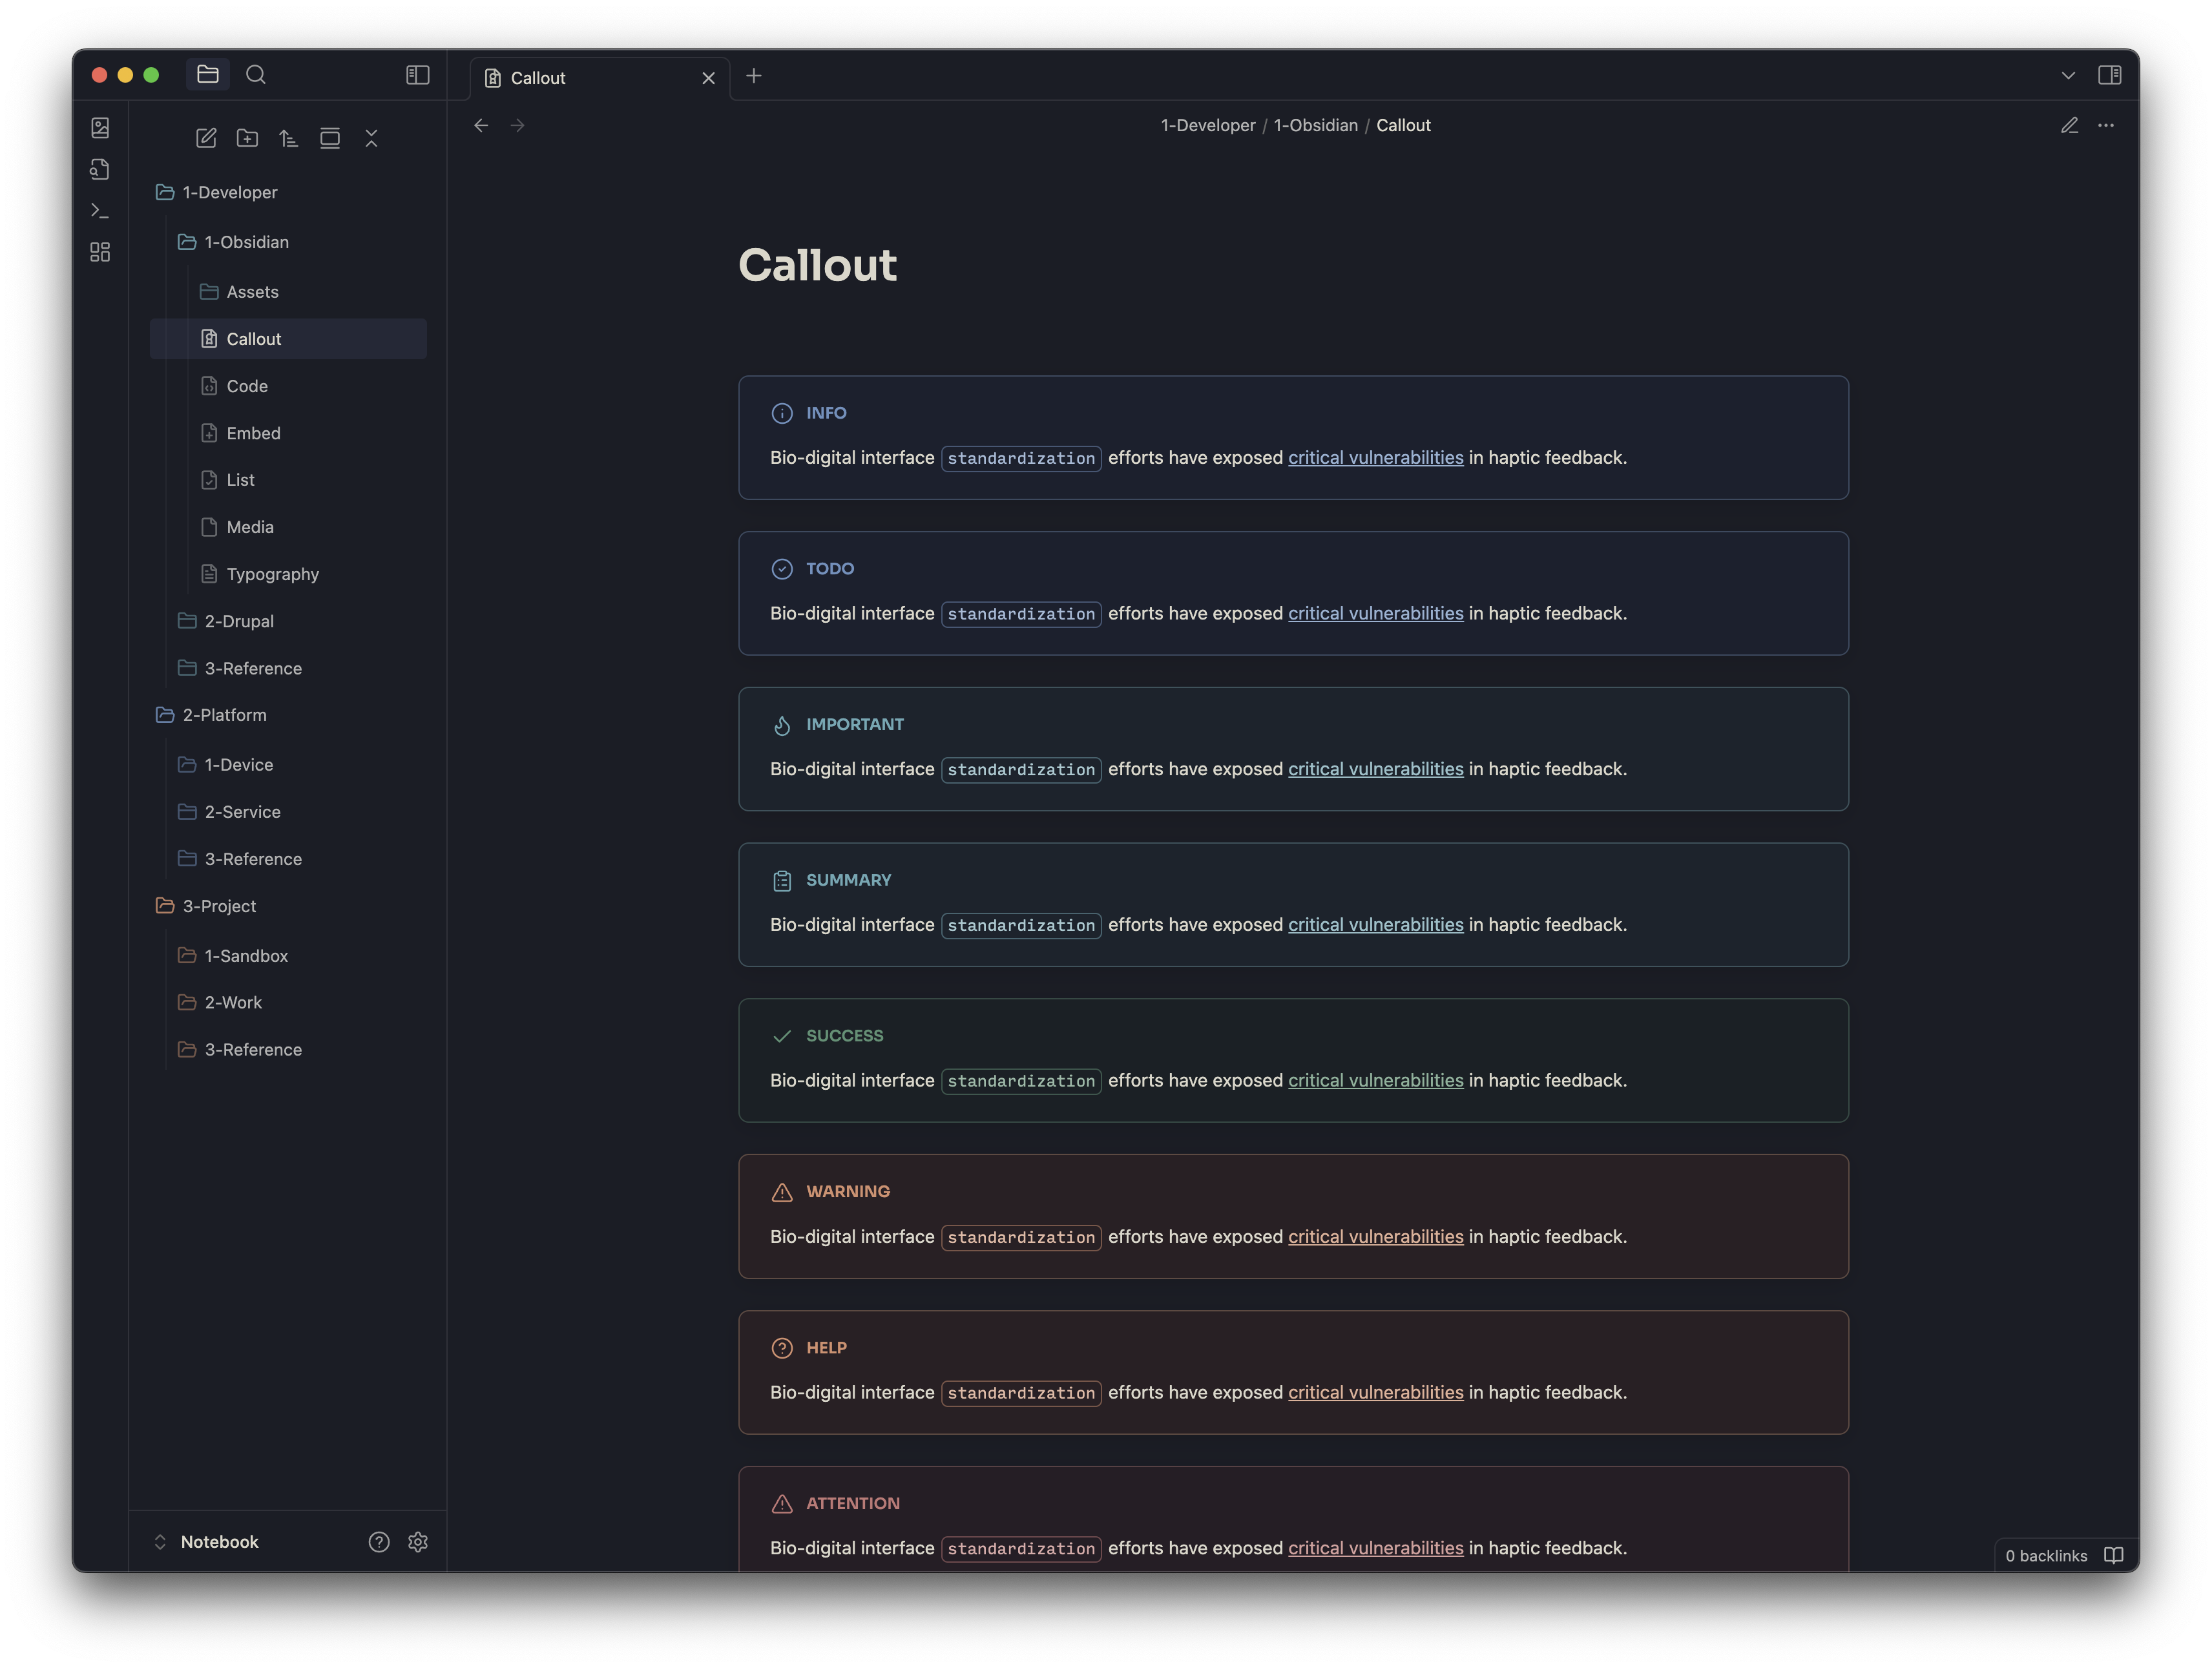 Callout
1-Developer / 1-Obsidian / Callout
1-Developer
1-Obsidian
Assets
Callout
Code
Embed
List
Media
Typography
2-Drupal
3-Reference
2-Platform
1-Device
2-Service
3-Reference
3-Project
1-Sandbox
2-Work
3-Reference
Notebook
Callout
INFO
Bio-digital interface standardization efforts have exposed critical vulnerabilities in haptic feedback.
TODO
Bio-digital interface standardization efforts have exposed critical vulnerabilities in haptic feedback.
IMPORTANT
Bio-digital interface standardization efforts have exposed critical vulnerabilities in haptic feedback.
SUMMARY
Bio-digital interface standardization efforts have exposed critical vulnerabilities in haptic feedback.
SUCCESS
Bio-digital interface standardization efforts have exposed critical vulnerabilities in haptic feedback.
WARNING
Bio-digital interface standardization efforts have exposed critical vulnerabilities in haptic feedback.
HELP
Bio-digital interface standardization efforts have exposed critical vulnerabilities in haptic feedback.
ATTENTION
Bio-digital interface standardization efforts have exposed critical vulnerabilities in haptic feedback.
0 backlinks